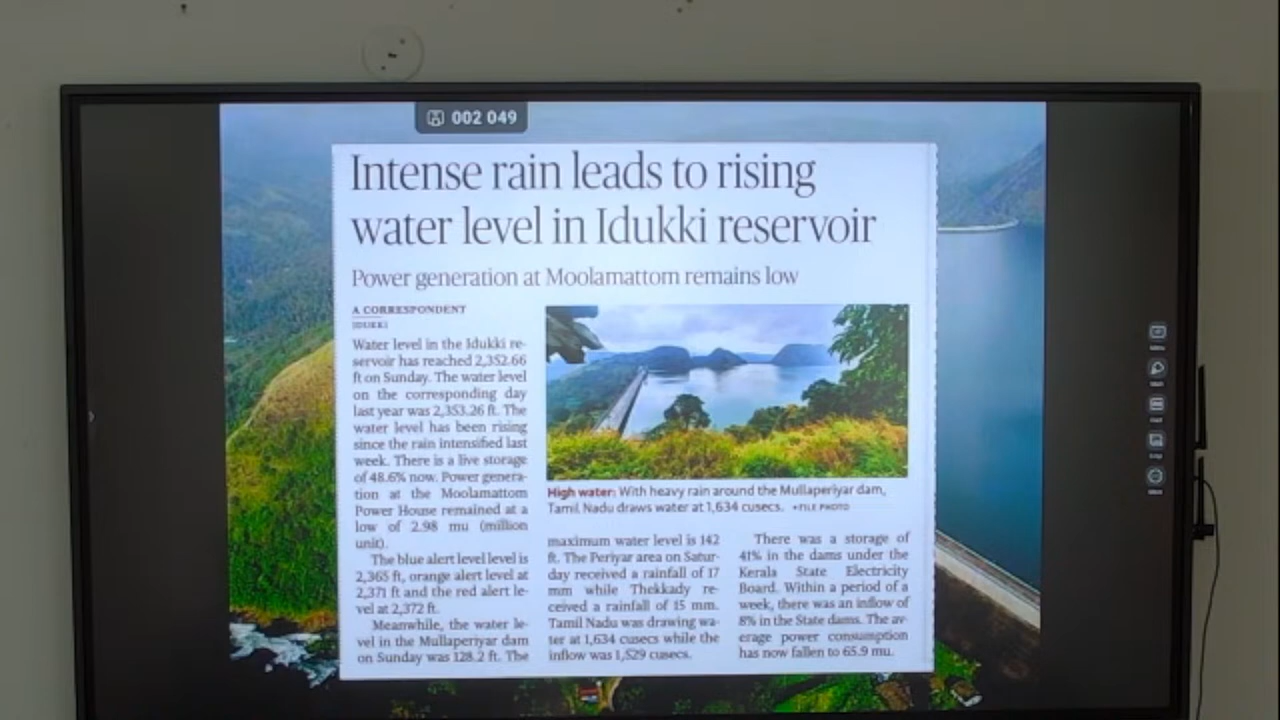 002 049
Intense rain leads to rising
water level in Idukki reservoir
Power generation at Moolamattom remains low
A CORRESPONDENT
IDUKKI
Water level in the Idukki re-
servoir has reached 2,352.66
ft on Sunday. The water level
on the corresponding day
last year was 2,353.26 ft. The
water level has been rising
since the rain intensified last
week. There is a live storage
of 48.6% now. Power genera-
tion at the Moolamattom
Power House remained at a
low of 2.98 mu (million
unit).
The blue alert level level is
2,365 ft, orange alert level at
2,371 ft and the red alert le-
vel at 2,372 ft.
Meanwhile, the water le-
vel in the Mullaperiyar dam
on Sunday was 128.2 ft. The
High water: With heavy rain around the Mullaperiyar dam,
Tamil Nadu draws water at 1,634 cusecs. •FILE PHOTO
maximum water level is 142
ft. The Periyar area on Satur-
day received a rainfall of 17
mm while Thekkady re-
ceived a rainfall of 15 mm.
Tamil Nadu was drawing wa-
ter at 1,634 cusecs while the
inflow was 1,529 cusecs.
There was a storage of
41% in the dams under the
Kerala State Electricity
Board. Within a period of a
week, there was an inflow of
8% in the State dams. The av-
erage power consumption
has now fallen to 65.9 mu.